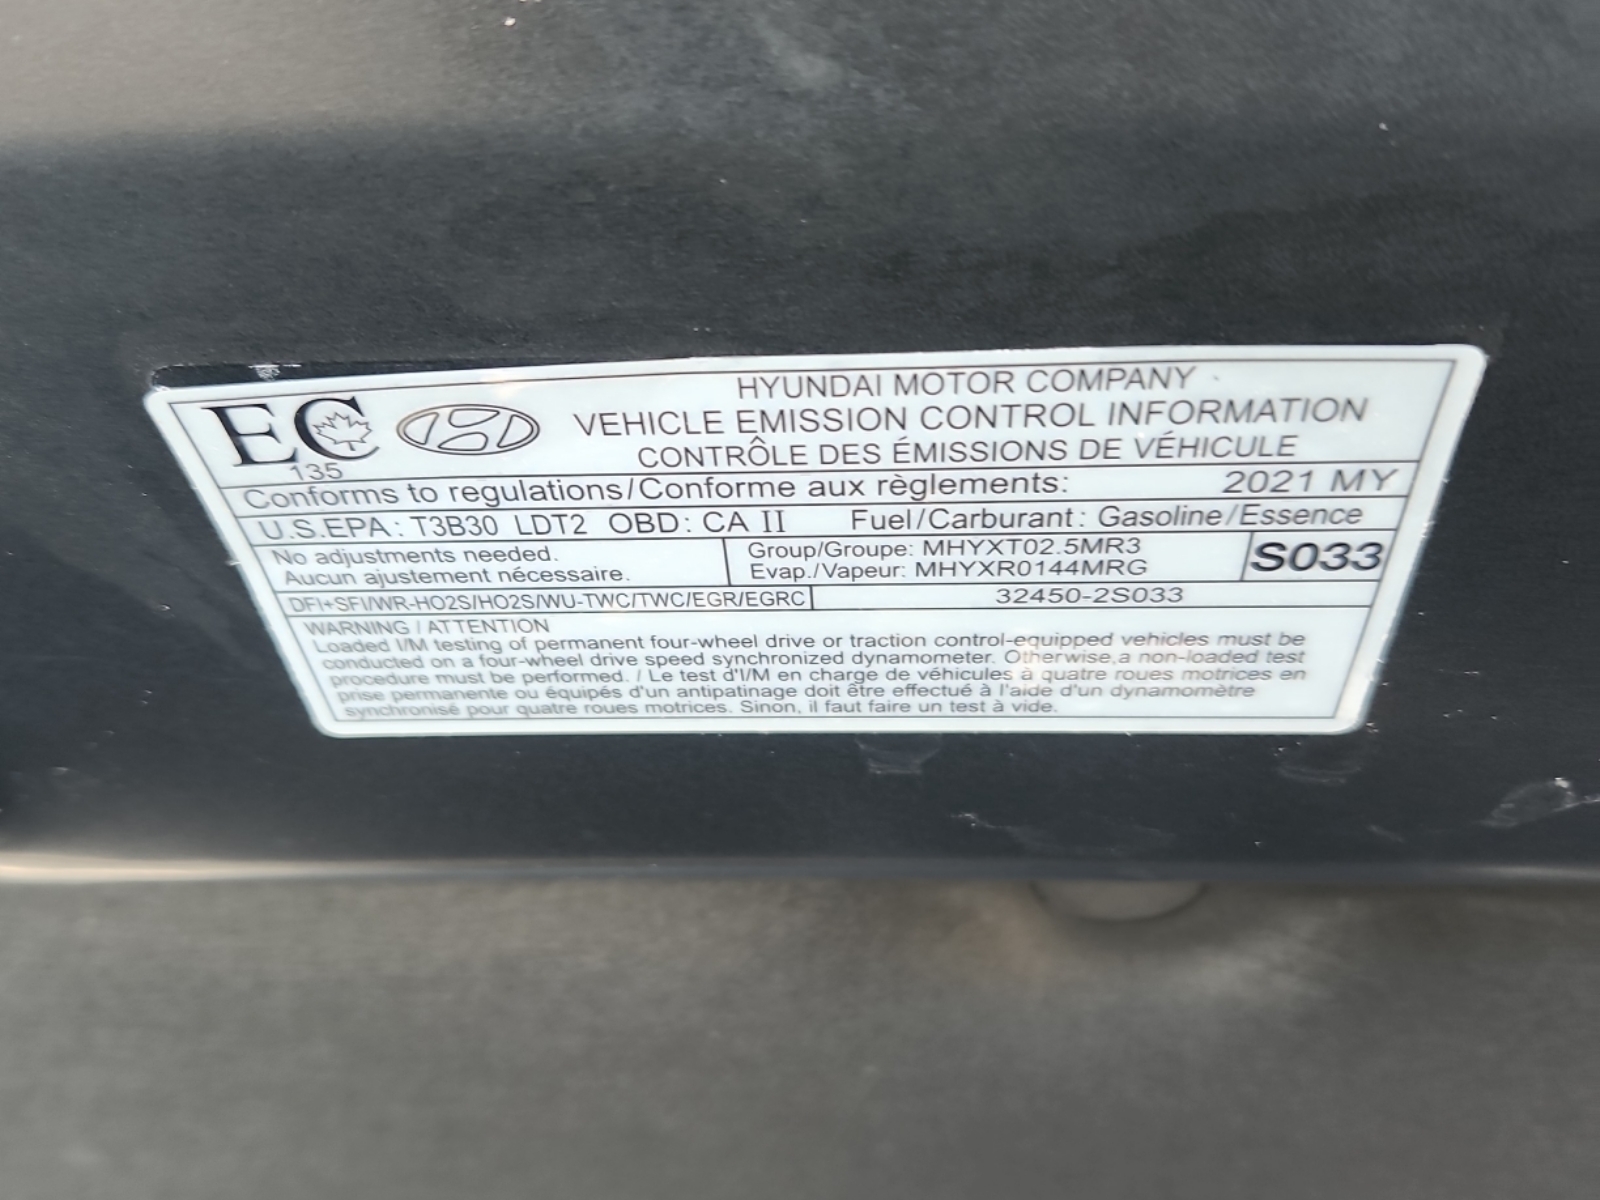 EC
135
HYUNDAI MOTOR COMPANY
VEHICLE EMISSION CONTROL INFORMATION
CONTRÔLE DES ÉMISSIONS DE VÉHICULE
Conforms to regulations/Conforme aux règlements: 2021 MY
U.S.EPA: T3B30 LDT2 OBD: CA II Fuel/Carburant: Gasoline/Essence
No adjustments needed.
Aucun ajustement nécessaire.
Group/Groupe: MHYXT02.5MR3
Evap./Vapeur: MHYXR0144MRG
S033
DFI+SFI/WR-HO2S/HO2S/WU-TWC/TWC/EGR/EGRC
32450-2S033
WARNING / ATTENTION
Loaded I/M testing of permanent four-wheel drive or traction control-equipped vehicles must be
conducted on a four-wheel drive speed synchronized dynamometer. Otherwise,a non-loaded test
procedure must be performed. / Le test d'I/M en charge de véhicules à quatre roues motrices en
prise permanente ou équipés d'un antipatinage doit être effectué à l'aide d'un dynamomètre
synchronisé pour quatre roues motrices. Sinon, il faut faire un test à vide.